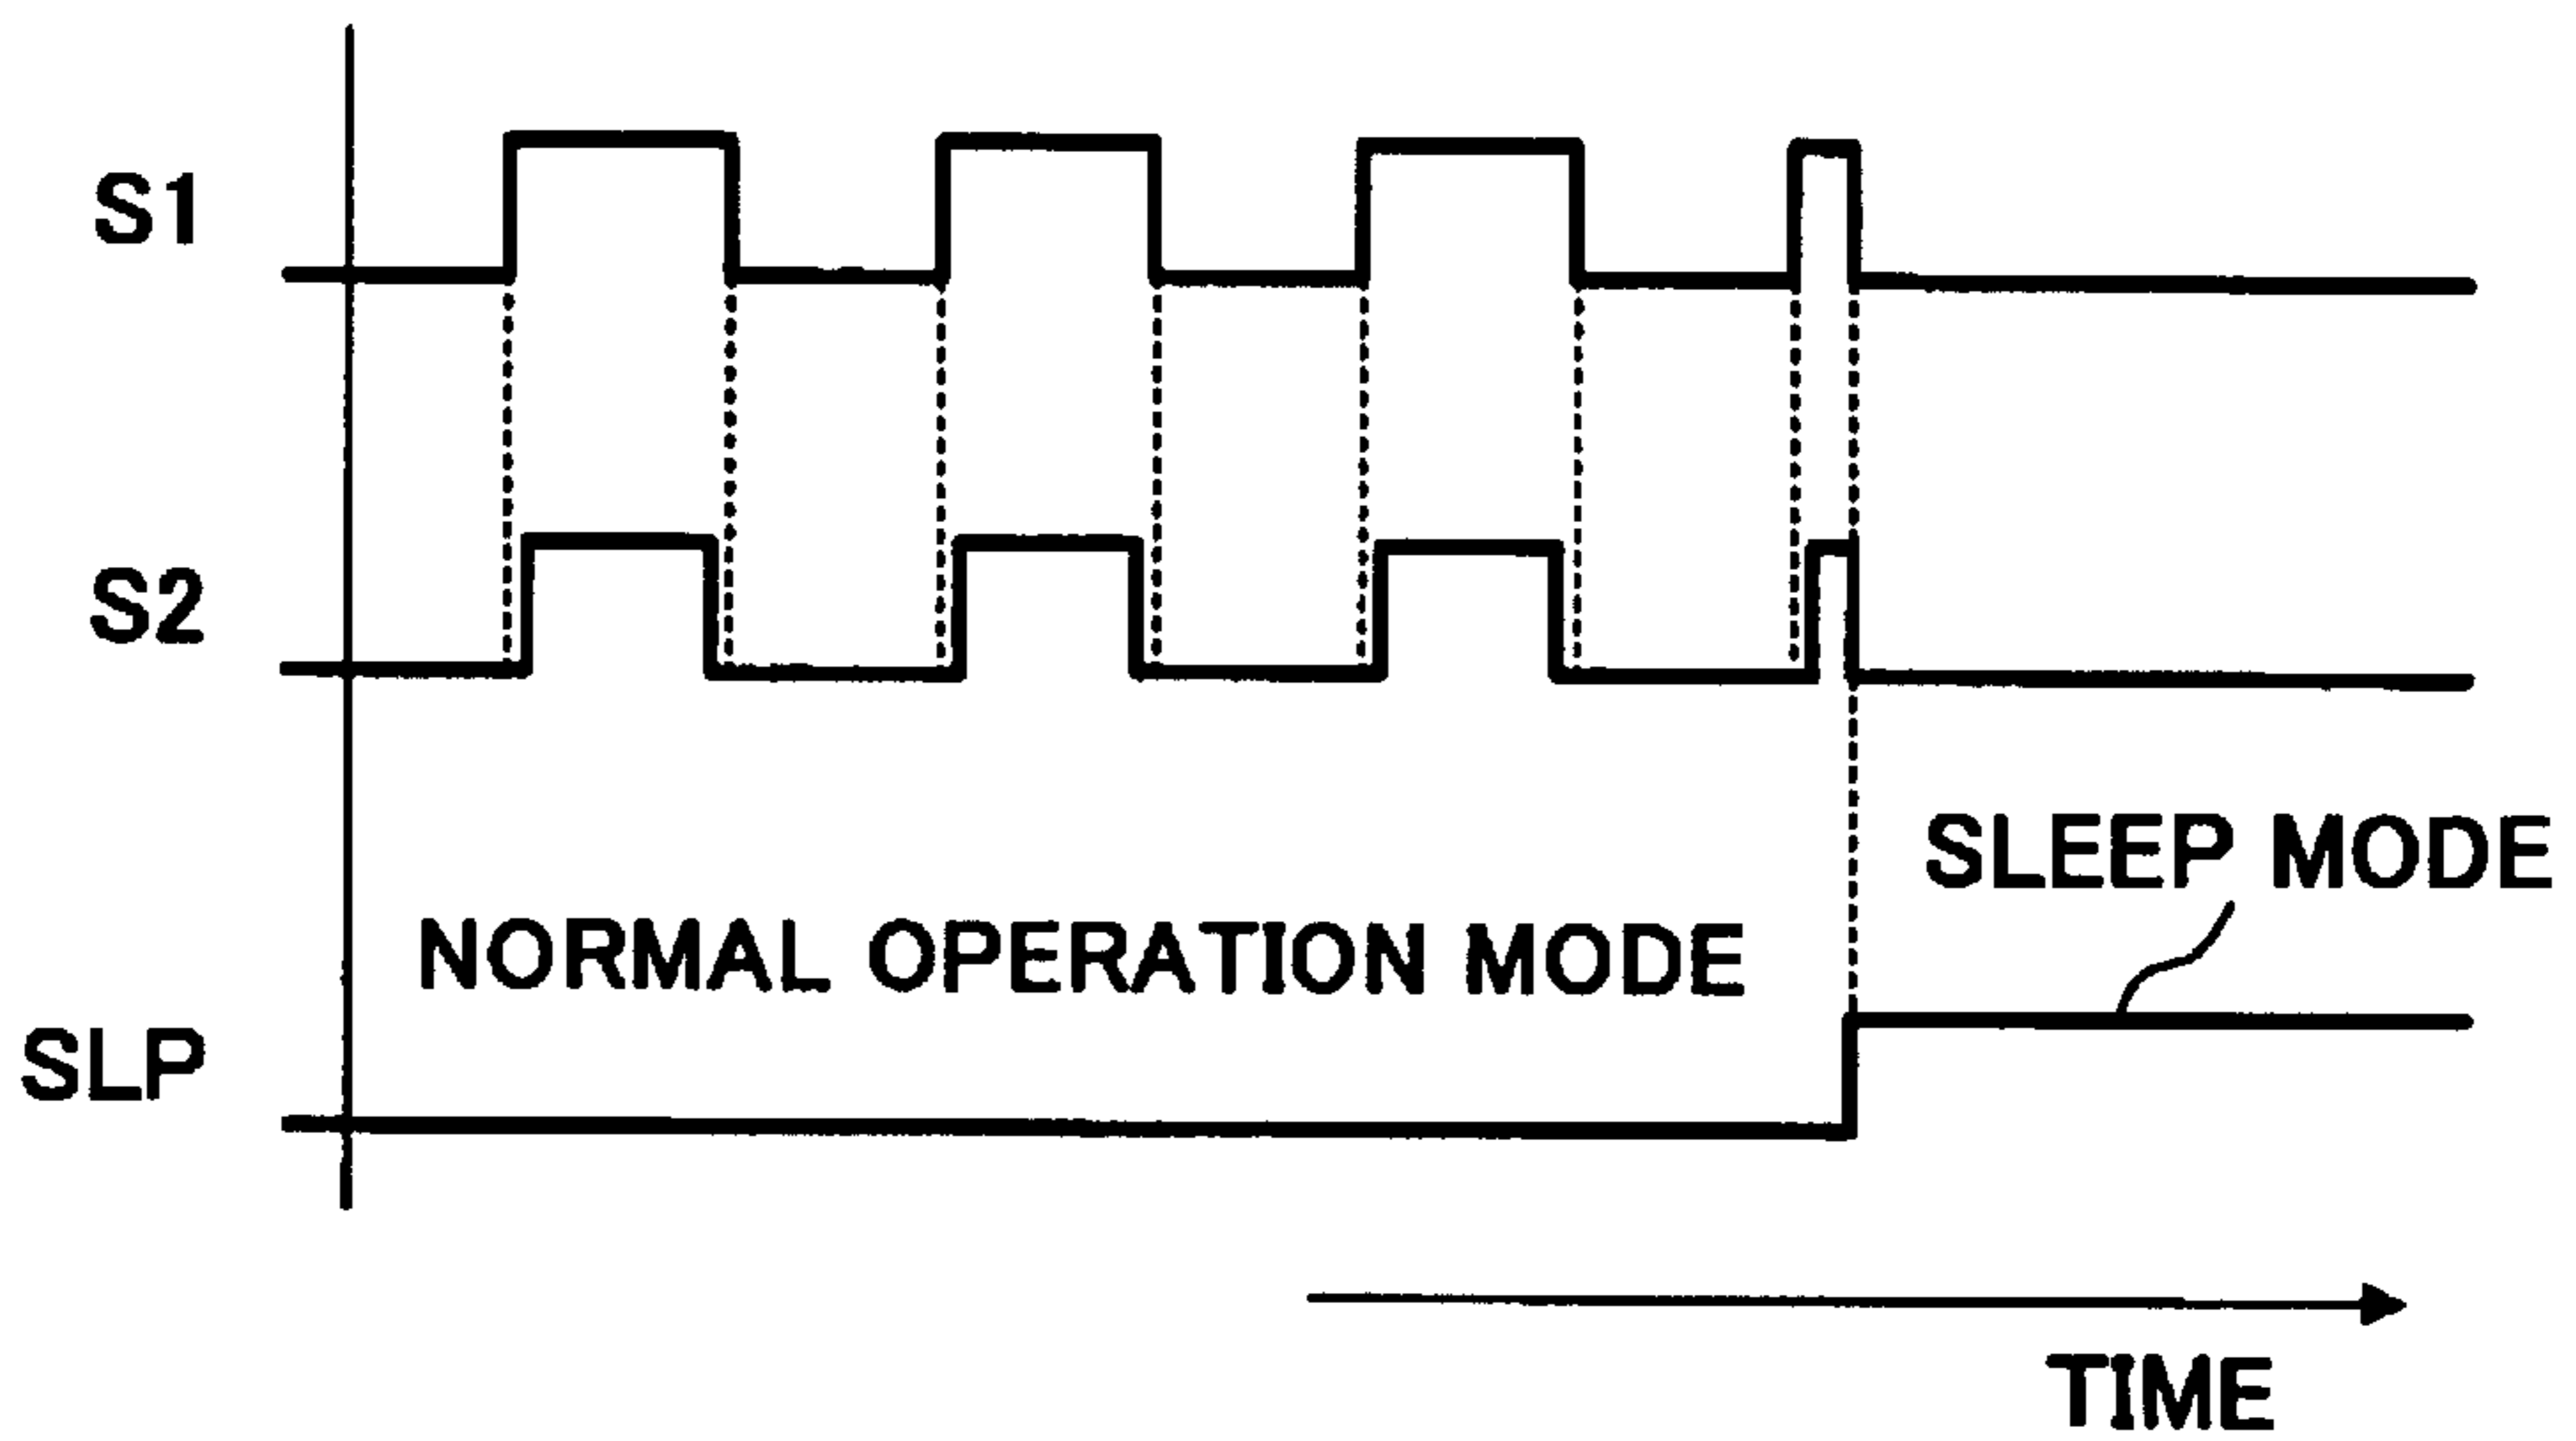 S1
S2
SLEEP MODE
NORMAL OPERATION MODE
SLP
TIME